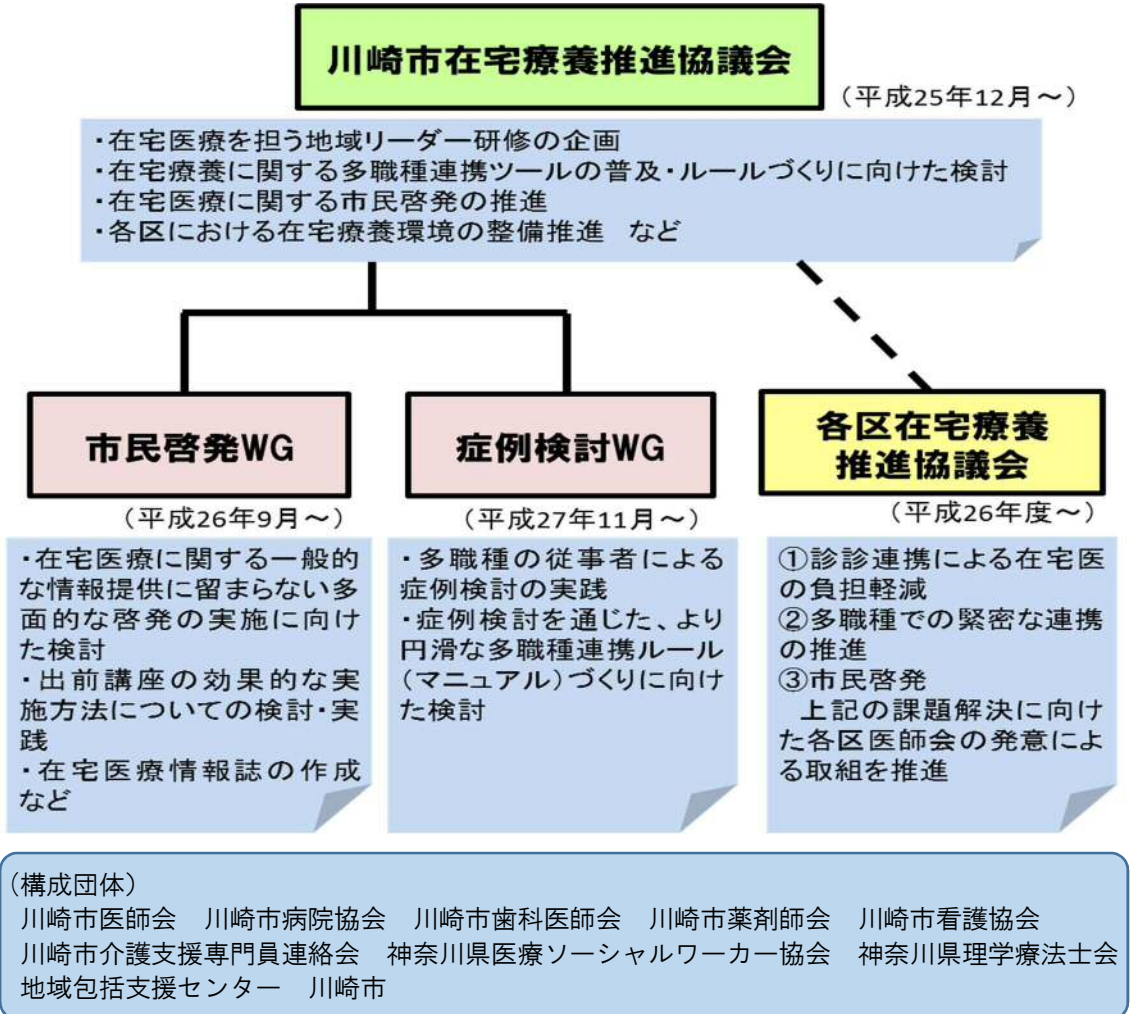 川崎市在宅療養推進協議会
（平成25年12月～）
・在宅医療を担う地域リーダー研修の企画
・在宅療養に関する多職種連携ツールの普及・ルールづくりに向けた検討
・在宅医療に関する市民啓発の推進
・各区における在宅療養環境の整備推進　など
市民啓発WG
（平成26年9月～）
・在宅医療に関する一般的
な情報提供に留まらない多
面的な啓発の実施に向け
た検討
・出前講座の効果的な実
施方法についての検討・実
践
・在宅医療情報誌の作成
など
症例検討WG
（平成27年11月～）
・多職種の従事者による
症例検討の実践
・症例検討を通じた、より
円滑な多職種連携ルール
（マニュアル）づくりに向け
た検討
各区在宅療養
推進協議会
（平成26年度～）
①診診連携による在宅医
の負担軽減
②多職種での緊密な連携
の推進
③市民啓発
　上記の課題解決に向け
た各区医師会の発意によ
る取組を推進
（構成団体）
川崎市医師会　川崎市病院協会　川崎市歯科医師会　川崎市薬剤師会　川崎市看護協会
川崎市介護支援専門員連絡会　神奈川県医療ソーシャルワーカー協会　神奈川県理学療法士会
地域包括支援センター　川崎市